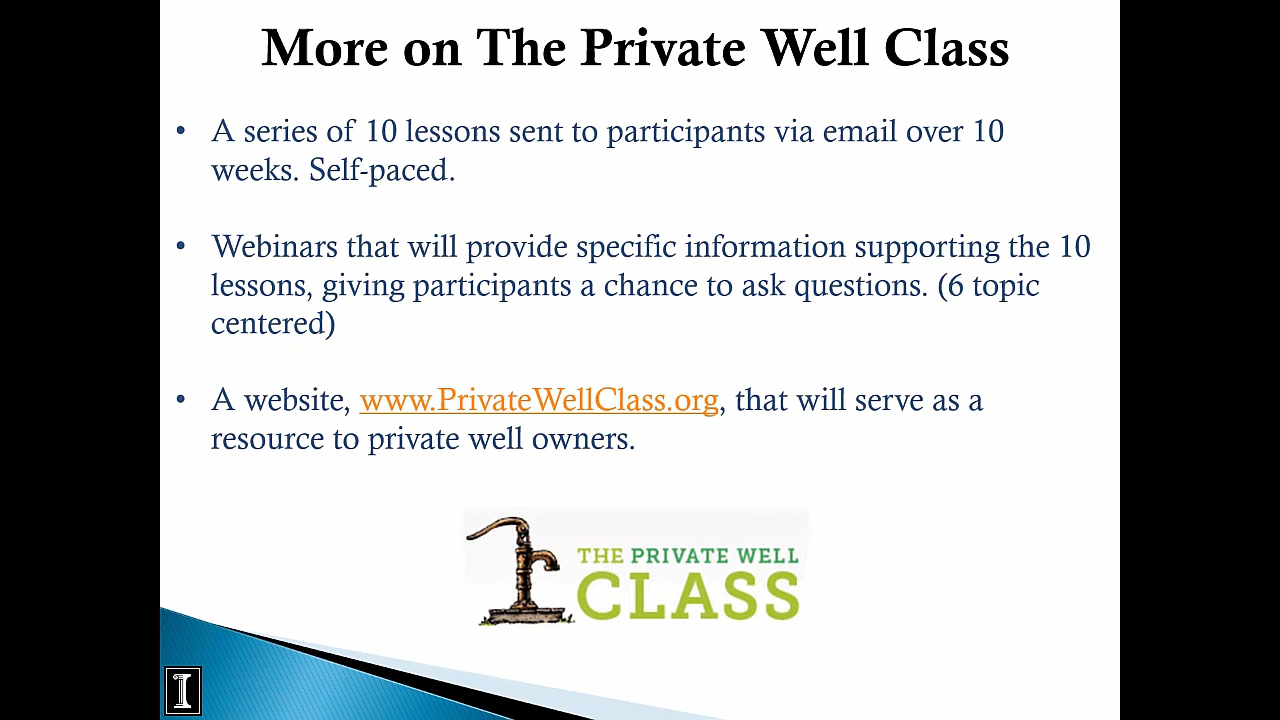 More on The Private Well Class
• A series of 10 lessons sent to participants via email over 10
weeks. Self-paced.
• Webinars that will provide specific information supporting the 10
lessons, giving participants a chance to ask questions. (6 topic
centered)
• A website, www.PrivateWellClass.org, that will serve as a
resource to private well owners.
THE PRIVATE WELL
CLASS
I